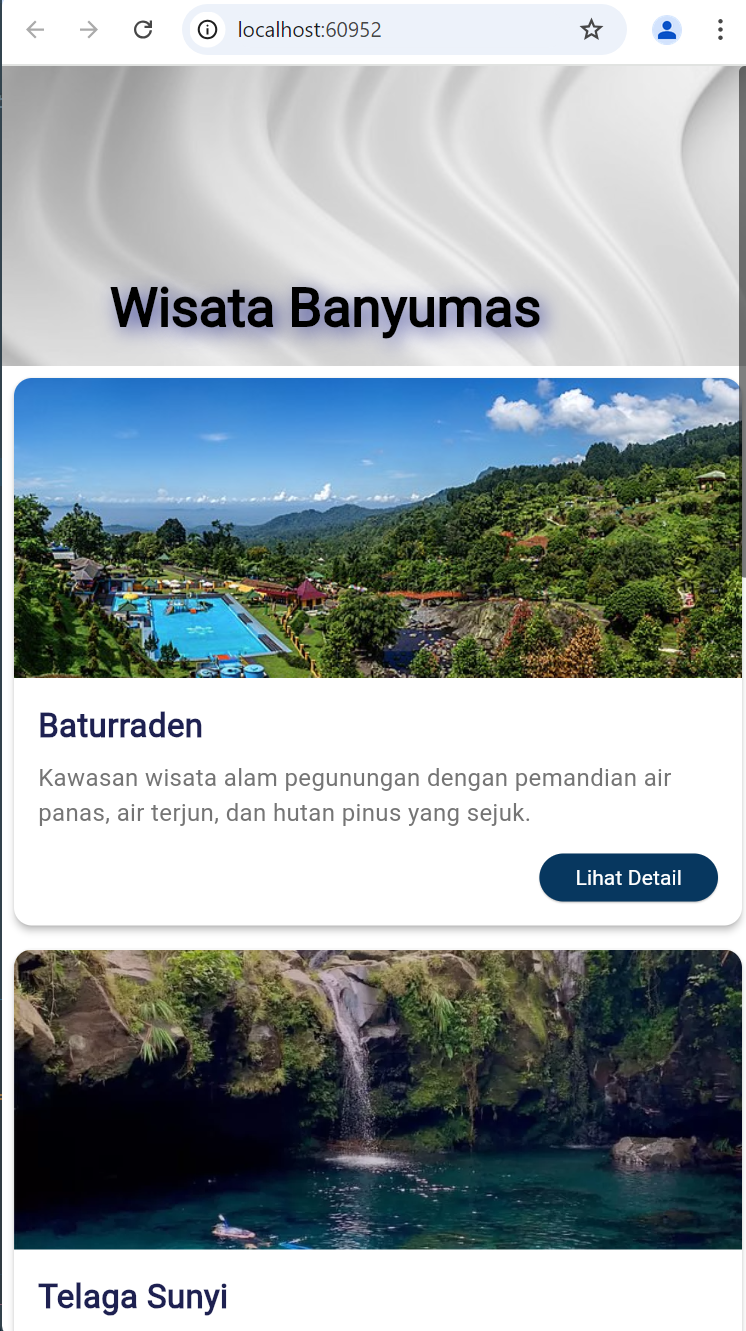 localhost:60952
Wisata Banyumas
Baturraden
Kawasan wisata alam pegunungan dengan pemandian air
panas, air terjun, dan hutan pinus yang sejuk.
Lihat Detail
Telaga Sunyi